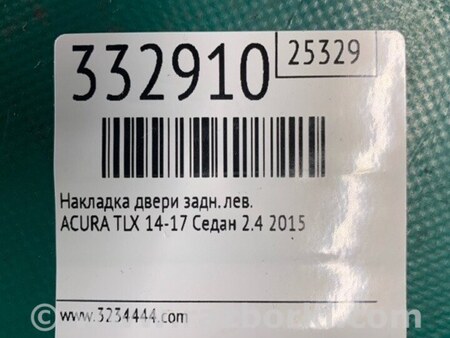 332910
25329
Накладка двери задн. лев.
ACURA TLX 14-17 Седан 2.4 2015
www.3234444.com